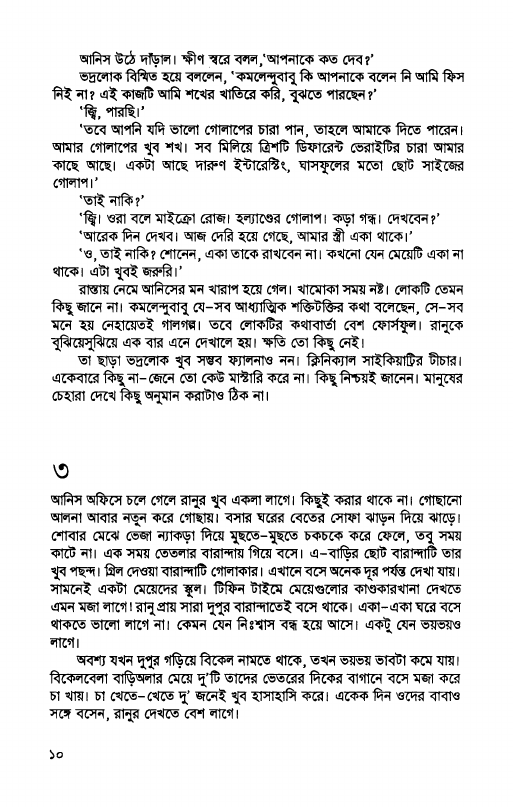 আনিস উঠে দাঁড়াল। ক্ষীণ স্বরে বলল,'আপনাকে কত দেব?'
ভদ্রলোক বিস্মিত হয়ে বললেন, 'কমলেন্দুবাবু কি আপনাকে বলেন নি আমি ফিস
নিই না? এই কাজটি আমি শখের খাতিরে করি, বুঝতে পারছেন?'
'জ্বি, পারছি।'
'তবে আপনি যদি ভালো গোলাপের চারা পান, তাহলে আমাকে দিতে পারেন।
আমার গোলাপের খুব শখ। সব মিলিয়ে ত্রিশটি ডিফারেন্ট ভেরাইটির চারা আমার
কাছে আছে। একটা আছে দারুণ ইন্টারেস্টিং, ঘাসফুলের মতো ছোট সাইজের
গোলাপ।'
'তাই নাকি?'
'জ্বি। ওরা বলে মাইক্রো রোজ। হল্যাণ্ডের গোলাপ। কড়া গন্ধ। দেখবেন?'
'আরেক দিন দেখব। আজ দেরি হয়ে গেছে, আমার স্ত্রী একা থাকে।'
'ও, তাই নাকি? শোনেন, একা তাকে রাখবেন না। কখনো যেন মেয়েটি একা না
থাকে। এটা খুবই জরুরি।'
রাস্তায় নেমে আনিসের মন খারাপ হয়ে গেল। খামোকা সময় নষ্ট। লোকটি তেমন
কিছু জানে না। কমলেন্দুবাবু যে-সব আধ্যাত্মিক শক্তিটক্তির কথা বলেছেন, সে-সব
মনে হয় নেহায়েতই গালগল্প। তবে লোকটির কথাবার্তা বেশ ফোর্সফুল। রানুকে
বুঝিয়েসুঝিয়ে এক বার এনে দেখালে হয়। ক্ষতি তো কিছু নেই।
তা ছাড়া ভদ্রলোক খুব সম্ভব ফ্যালনাও নন। ক্লিনিক্যাল সাইকিয়াট্রির টীচার।
একেবারে কিছু না-জেনে তো কেউ মাস্টারি করে না। কিছু নিশ্চয়ই জানেন। মানুষের
চেহারা দেখে কিছু অনুমান করাটাও ঠিক না।
৩
আনিস অফিসে চলে গেলে রানুর খুব একলা লাগে। কিছুই করার থাকে না। গোছানো
আলনা আবার নতুন করে গোছায়। বসার ঘরের বেতের সোফা ঝাড়ন দিয়ে ঝাড়ে।
শোবার মেঝে ভেজা ন্যাকড়া দিয়ে মুছতে-মুছতে চকচকে করে ফেলে, তবু সময়
কাটে না। এক সময় তেতলার বারান্দায় গিয়ে বসে। এ-বাড়ির ছোট বারান্দাটি তার
খুব পছন্দ। গ্রিল দেওয়া বারান্দাটি গোলাকার। এখানে বসে অনেক দূর পর্যন্ত দেখা যায়।
সামনেই একটা মেয়েদের স্কুল। টিফিন টাইমে মেয়েগুলোর কাণ্ডকারখানা দেখতে
এমন মজা লাগে! রানু প্রায় সারা দুপুর বারান্দাতেই বসে থাকে। একা-একা ঘরে বসে
থাকতে ভালো লাগে না। কেমন যেন নিঃশ্বাস বন্ধ হয়ে আসে। একটু যেন ভয়ভয়ও
লাগে।
অবশ্য যখন দুপুর গড়িয়ে বিকেল নামতে থাকে, তখন ভয়ভয় ভাবটা কমে যায়।
বিকেলবেলা বাড়িঅলার মেয়ে দু'টি তাদের ভেতরের দিকের বাগানে বসে মজা করে
চা খায়। চা খেতে-খেতে দু' জনেই খুব হাসাহাসি করে। একেক দিন ওদের বাবাও
সঙ্গে বসেন, রানুর দেখতে বেশ লাগে।
১০